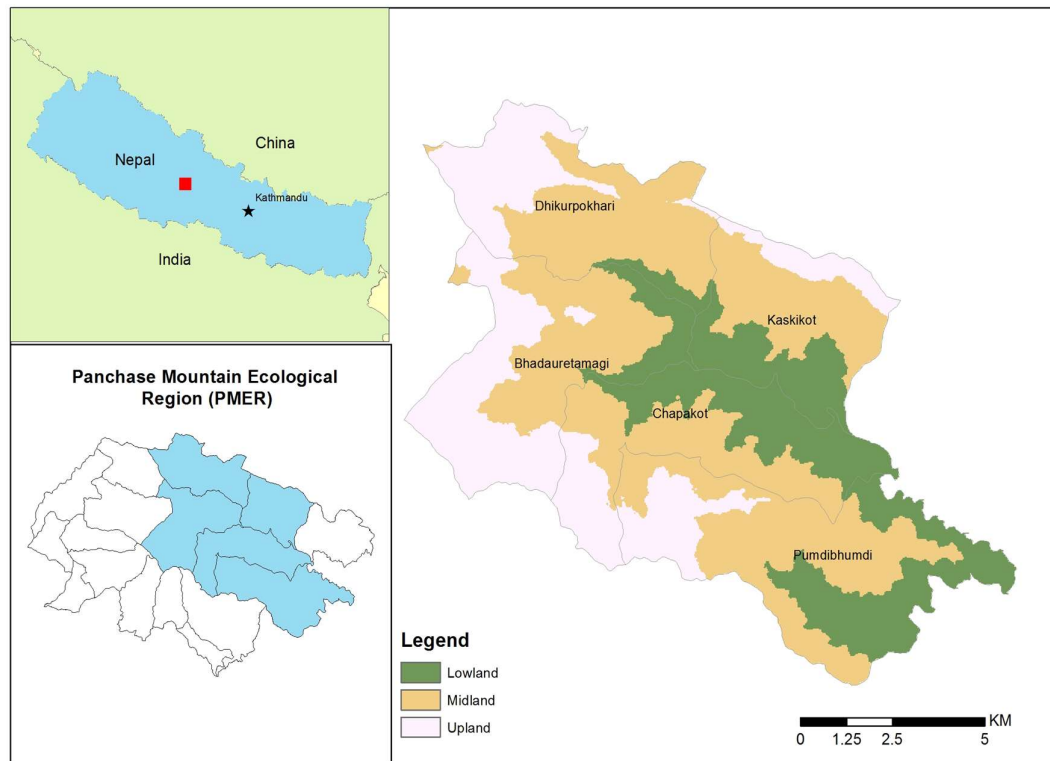 China
Nepal
Kathmandu
India
Panchase Mountain Ecological
Region (PMER)
Dhikurpokhari
Kaskikot
Bhadauretamagi
Chapakot
Pumdibhumdi
Legend
Lowland
Midland
Upland
KM
0 1.25 2.5 5